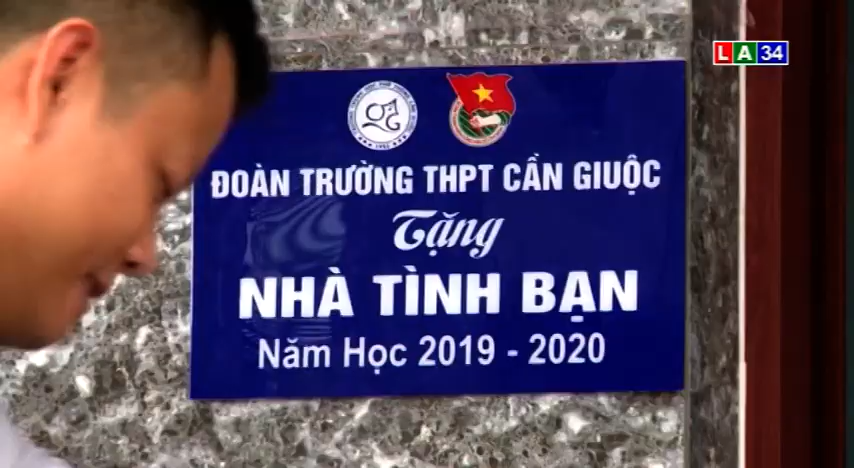 LA34
ĐOÀN TRƯỜNG THPT CẦN GIUỘC
Tặng
NHÀ TÌNH BẠN
Năm Học 2019 - 2020